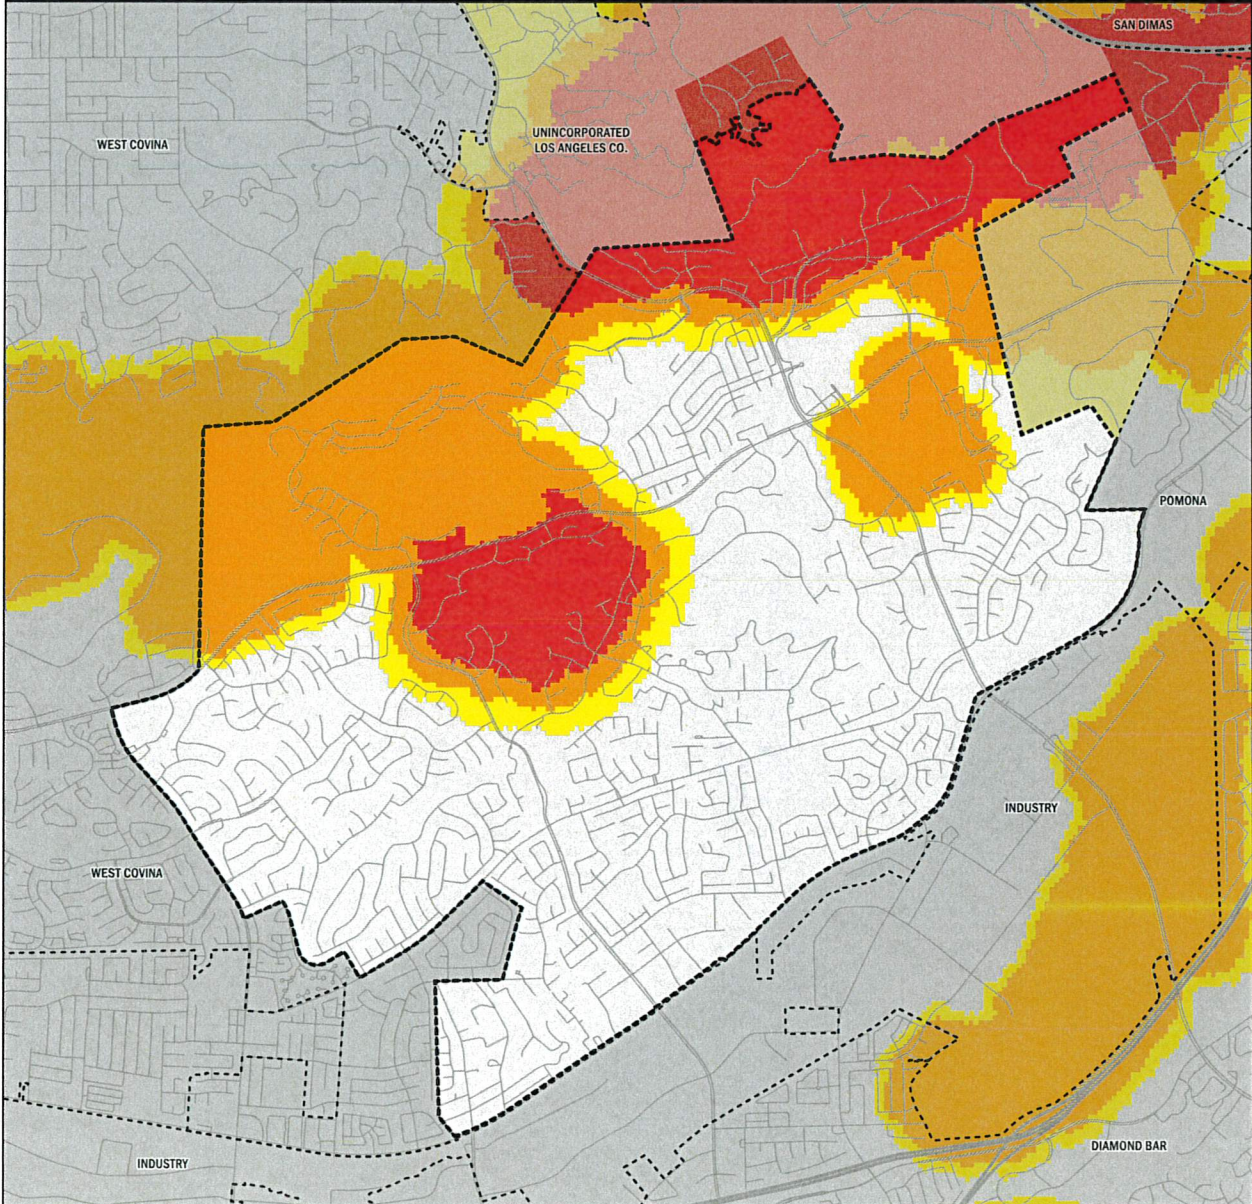 SAN DIMAS
WEST COVINA
UNINCORPORATED
LOS ANGELES CO.
POMONA
INDUSTRY
WEST COVINA
DIAMOND BAR
INDUSTRY